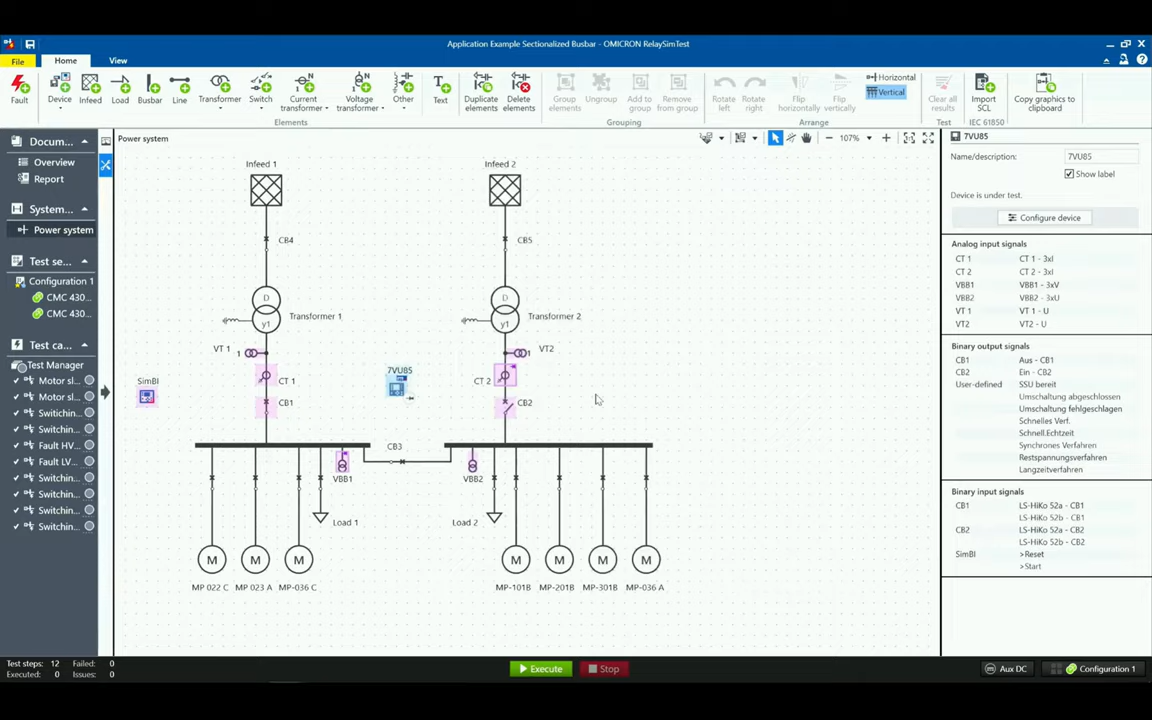 Application Example Sectionalized Busbar - OMICRON RelaySimTest
File Home View
Fault Device Infeed Load Busbar Line Transformer Switch Current transformer Voltage transformer Other Text Duplicate elements Delete elements Group elements Ungroup Add to group Remove from group Rotate left Rotate right Flip horizontally Flip vertically Horizontal Vertical Clear all results Import SCL Copy graphics to clipboard
Elements Grouping Arrange Test IEC 61850
Docum...
Overview
Report
System...
Power system
Test se...
Configuration 1
CMC 430...
CMC 430...
Test ca...
Test Manager
Motor sl...
Motor sl...
Switiching
Switchin...
Fault HV...
Fault LV...
Switchin...
Switchin...
Switchin...
Switchin...
Power system
107%
Infeed 1 Infeed 2
CB4 CB5
D D
Transformer 1 Transformer 2
y1 y1
VT 1 1 1 VT2
7VU85
SimBI CT 1 CT 2
CB1 CB2
CB3
VBB1 VBB2
Load 1 Load 2
M M M M M M M
MP 022 C MP 023 A MP-036 C MP-101B MP-201B MP-301B MP-036 A
7VU85
Name/description: 7VU85
Show label
Device is under test.
Configure device
Analog input signals
CT 1 CT 1 - 3xI
CT 2 CT 2 - 3xI
VBB1 VBB1 - 3xV
VBB2 VBB2 - 3xU
VT 1 VT 1 - U
VT2 VT2 - U
Binary output signals
CB1 Aus - CB1
CB2 Ein - CB2
User-defined SSU bereit
Umschaltung abgeschlossen
Umschaltung fehlgeschlagen
Schnelles Verf.
Schnell.Echtzeit
Synchrones Verfahren
Restspannungsverfahren
Langzeitverfahren
Binary input signals
CB1 LS-HiKo 52a - CB1
LS-HiKo 52b - CB1
CB2 LS-HiKo 52a - CB2
LS-HiKo 52b - CB2
SimBI >Reset
>Start
Test steps: 12 Failed: 0
Executed: 0 Issues: 0
Execute Stop
Aux DC Configuration 1